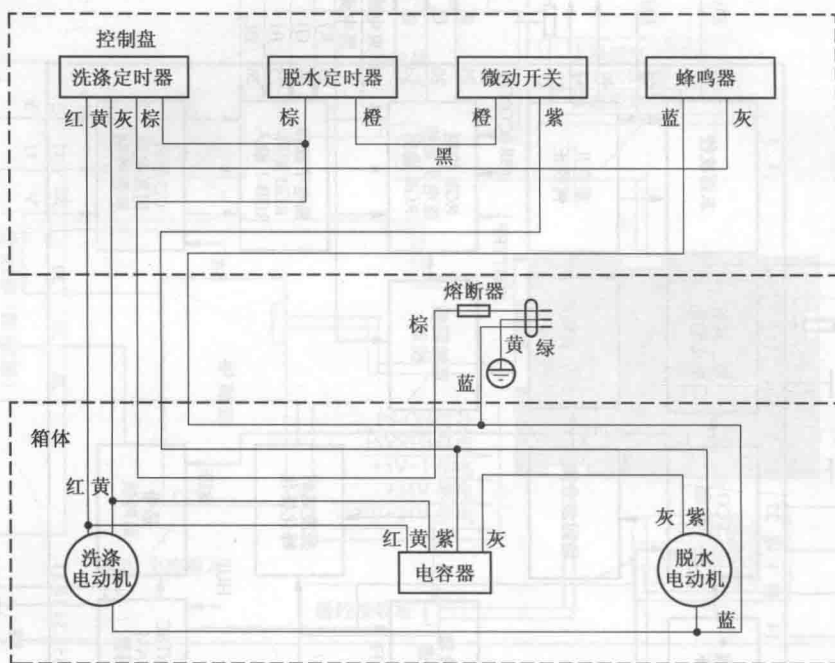 控制盘
洗涤定时器
脱水定时器
微动开关
蜂鸣器
红 黄 灰 棕
棕
橙
橙
紫
蓝
灰
黑
熔断器
棕
黄
绿
蓝
箱体
红 黄
灰 紫
红 黄 紫 灰
洗涤
电动机
电容器
脱水
电动机
蓝